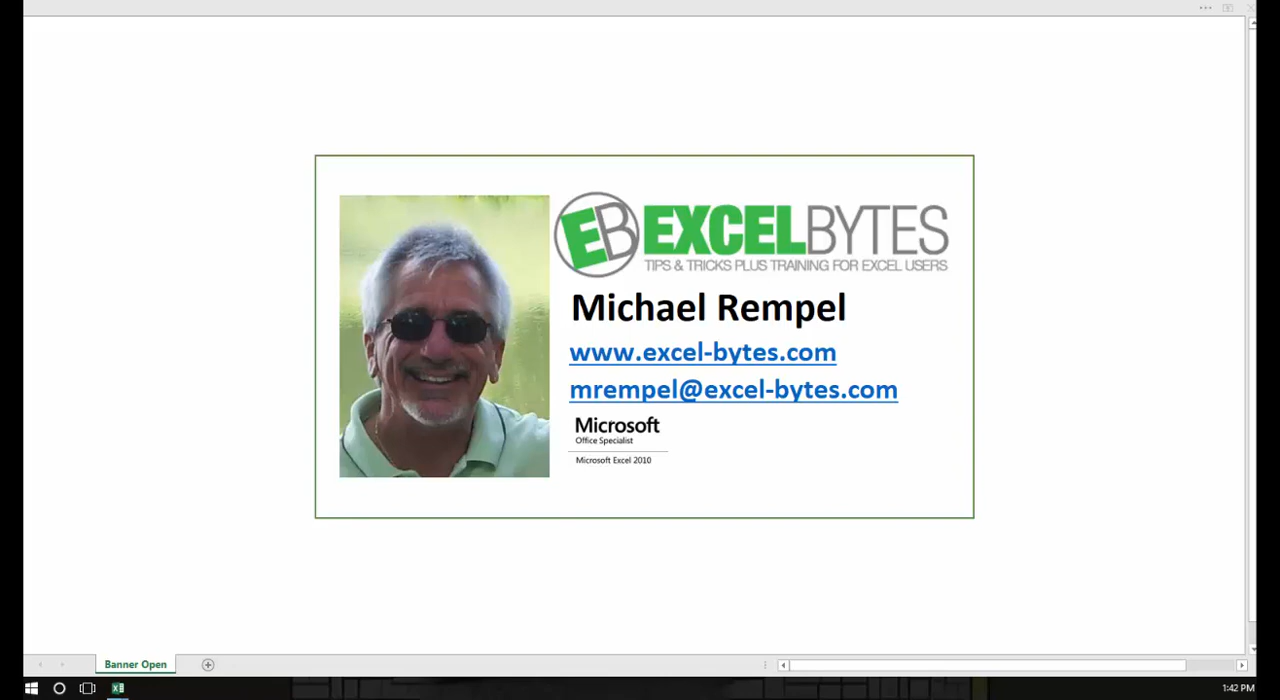 EB EXCELBYTES
TIPS & TRICKS PLUS TRAINING FOR EXCEL USERS
Michael Rempel
www.excel-bytes.com
mrempel@excel-bytes.com
Microsoft
Office Specialist
Microsoft Excel 2010
Banner Open
1:42 PM